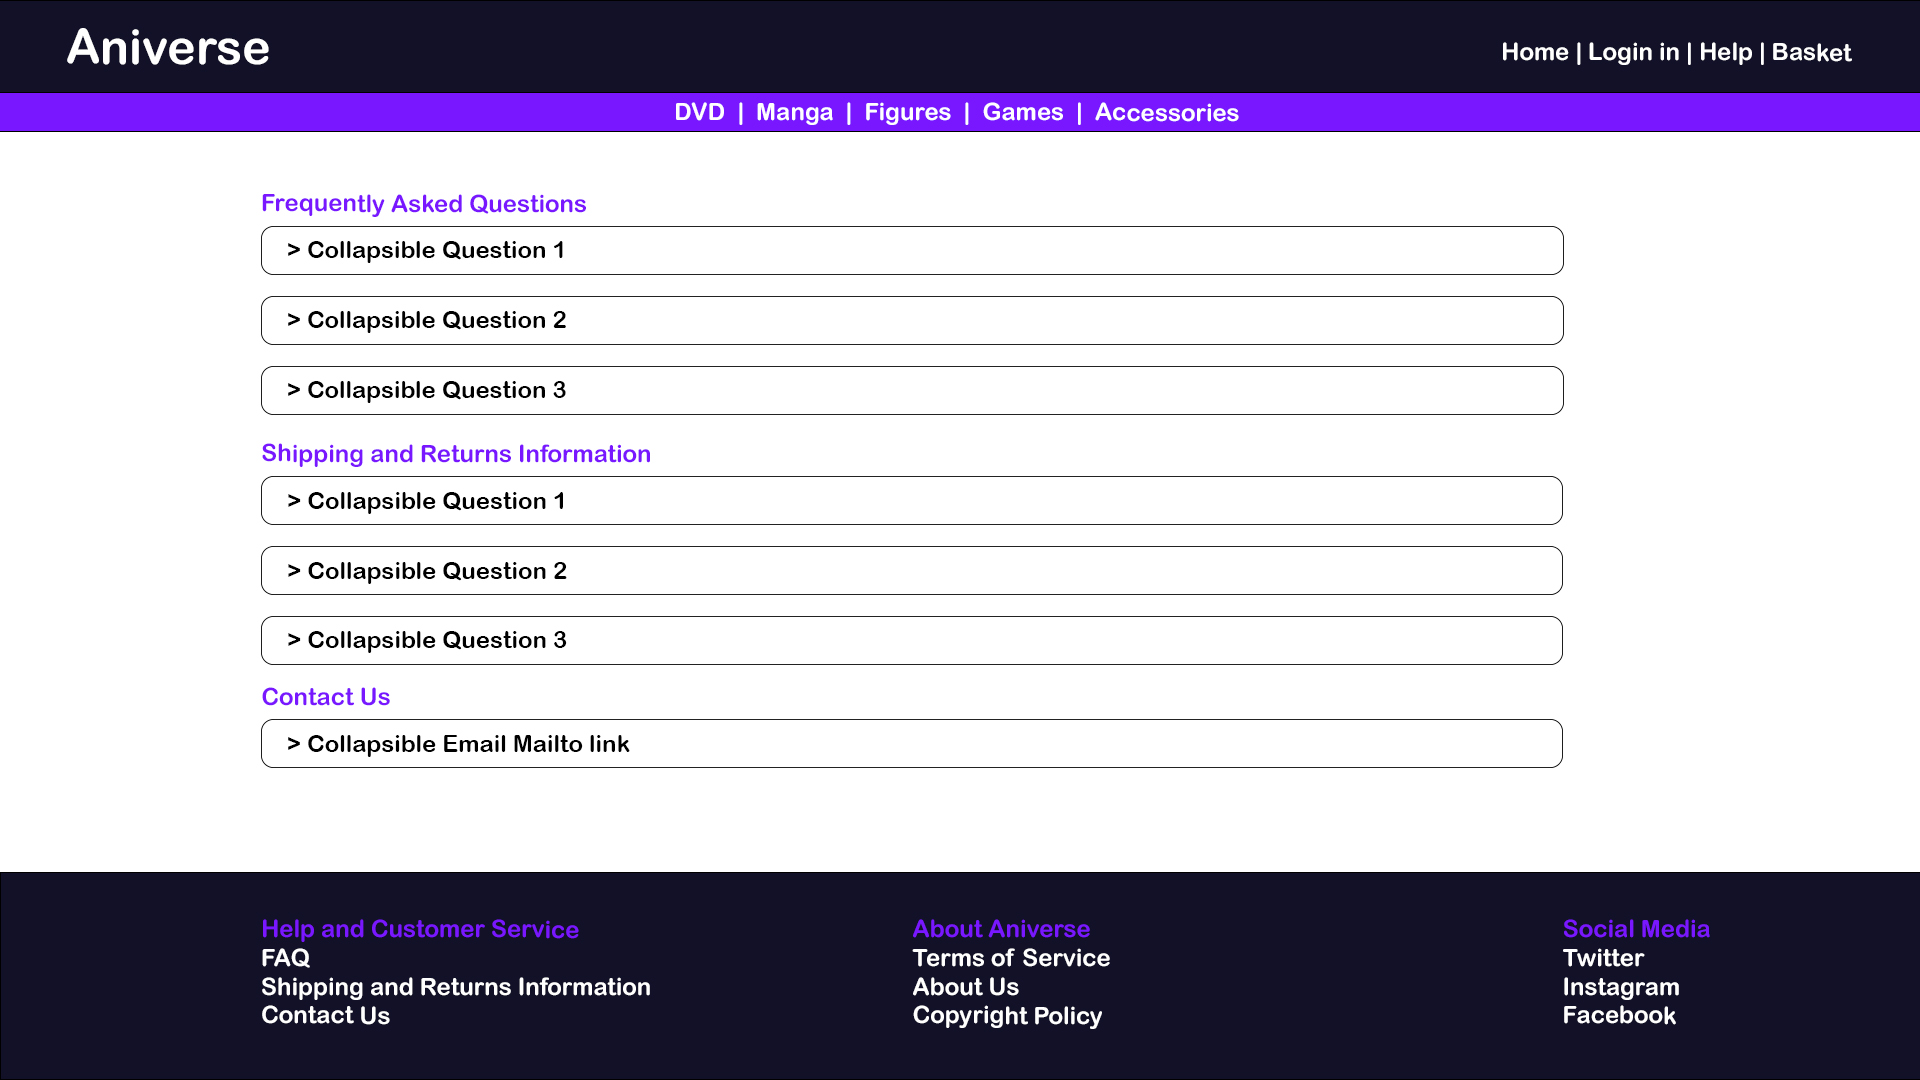 Aniverse
Home | Login in | Help | Basket
DVD | Manga | Figures | Games | Accessories
Frequently Asked Questions
> Collapsible Question 1
> Collapsible Question 2
> Collapsible Question 3
Shipping and Returns Information
> Collapsible Question 1
> Collapsible Question 2
> Collapsible Question 3
Contact Us
> Collapsible Email Mailto link
Help and Customer Service
FAQ
Shipping and Returns Information
Contact Us
About Aniverse
Terms of Service
About Us
Copyright Policy
Social Media
Twitter
Instagram
Facebook